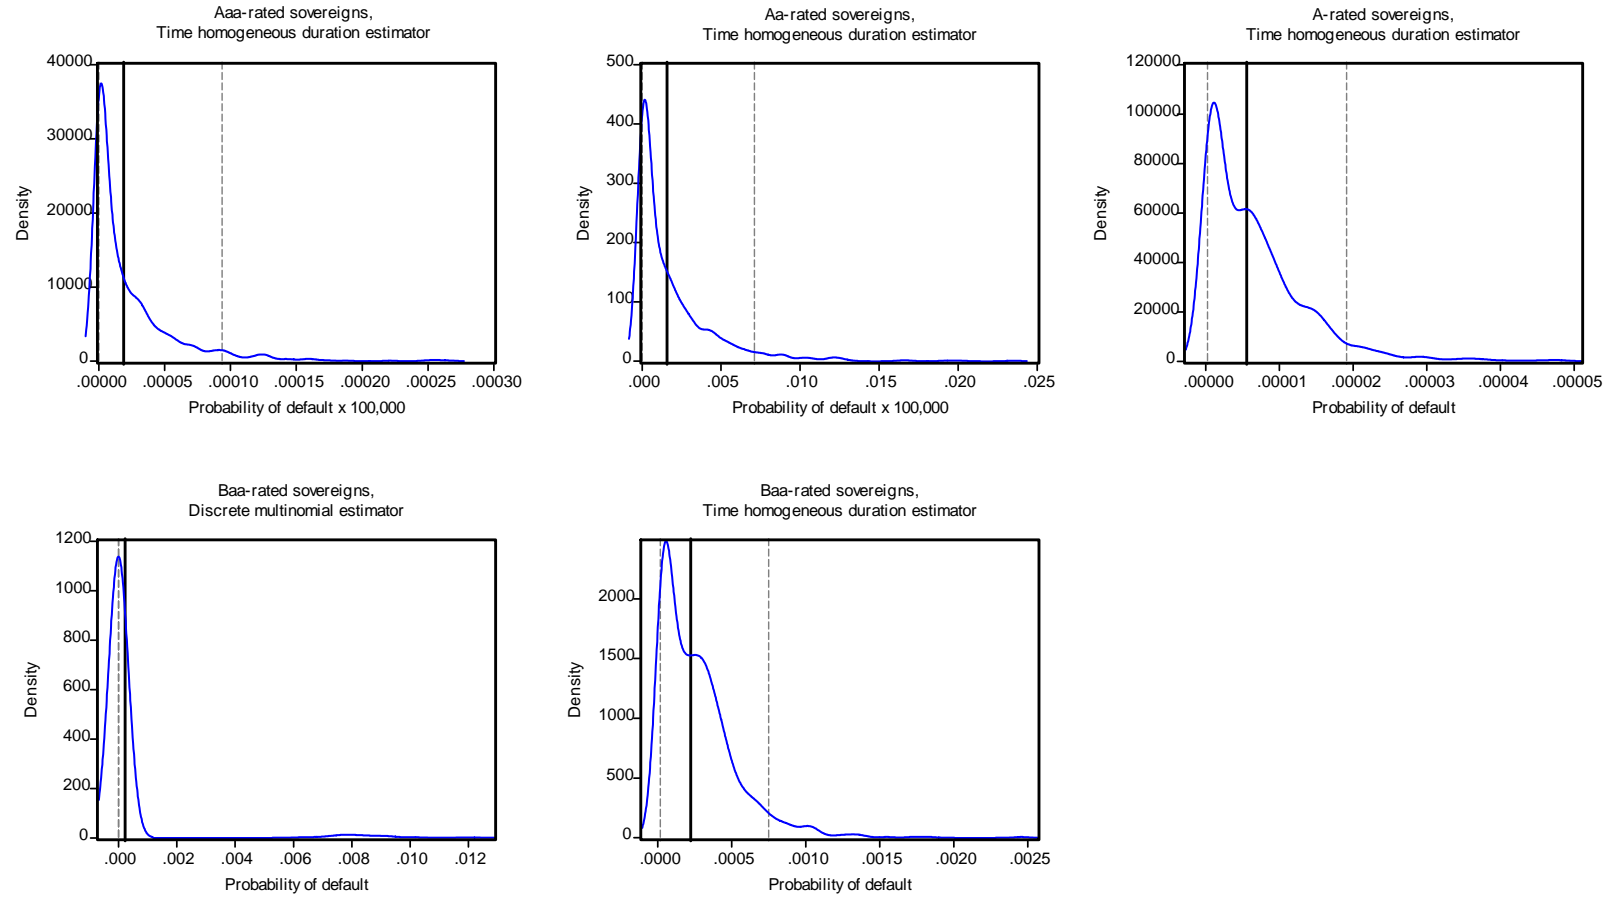 Aaa-rated sovereigns,
Time homogeneous duration estimator
40000
30000
20000
10000
0
Density
.00000 .00005 .00010 .00015 .00020 .00025 .00030
Probability of default x 100,000
Aa-rated sovereigns,
Time homogeneous duration estimator
500
400
300
200
100
0
Density
.000 .005 .010 .015 .020 .025
Probability of default x 100,000
A-rated sovereigns,
Time homogeneous duration estimator
120000
100000
80000
60000
40000
20000
0
Density
.00000 .00001 .00002 .00003 .00004 .00005
Probability of default
Baa-rated sovereigns,
Discrete multinomial estimator
1200
1000
800
600
400
200
0
Density
.000 .002 .004 .006 .008 .010 .012
Probability of default
Baa-rated sovereigns,
Time homogeneous duration estimator
2000
1500
1000
500
0
Density
.0000 .0005 .0010 .0015 .0020 .0025
Probability of default